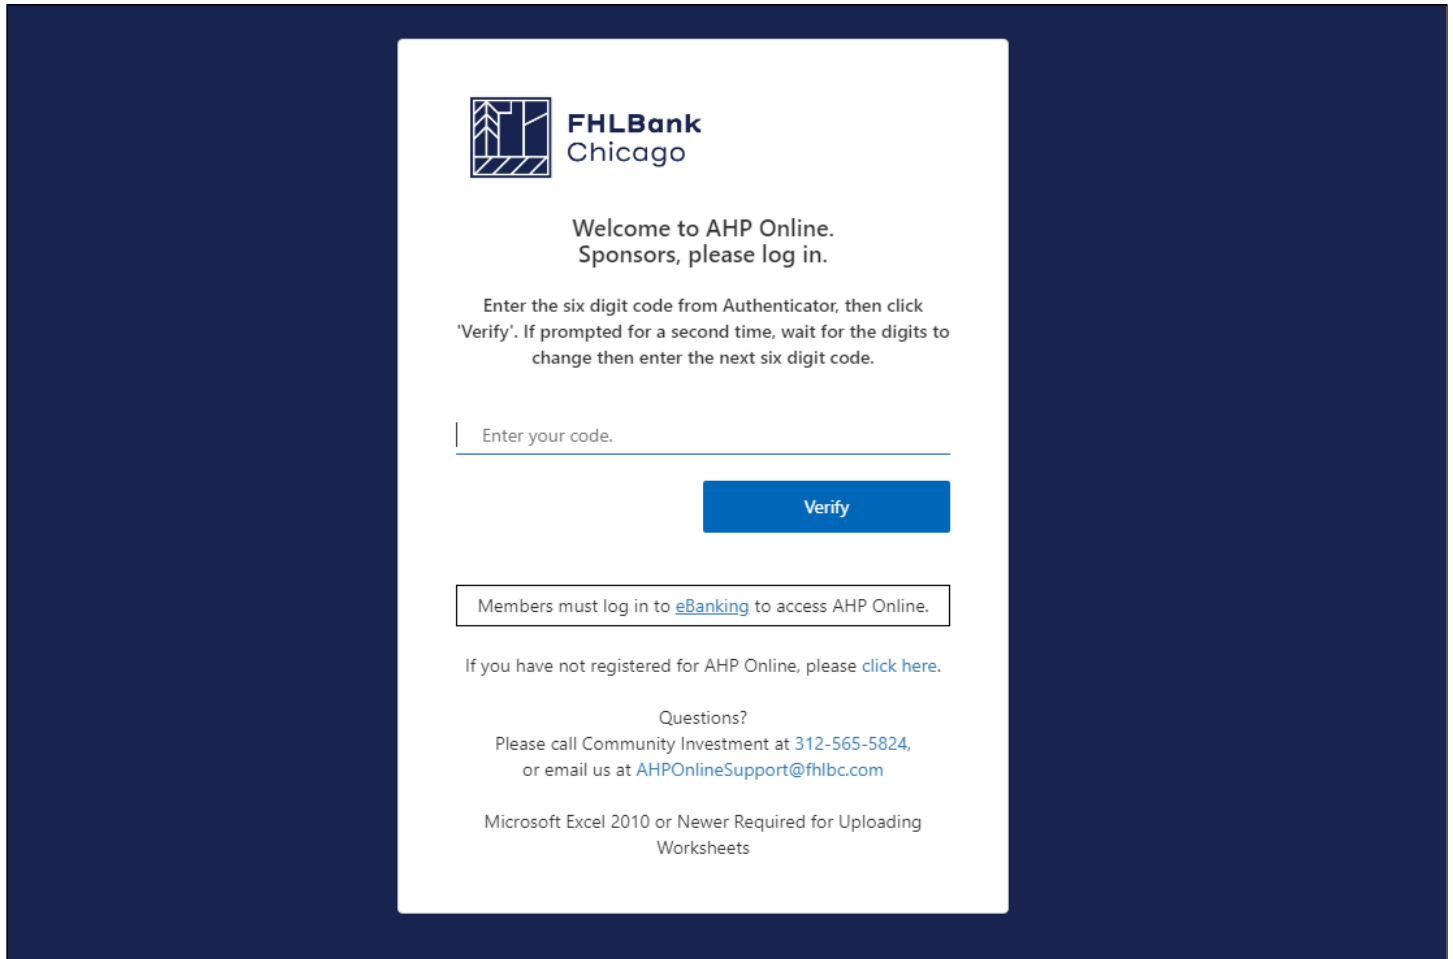 FHLBank
Chicago
Welcome to AHP Online.
Sponsors, please log in.
Enter the six digit code from Authenticator, then click
'Verify'. If prompted for a second time, wait for the digits to
change then enter the next six digit code.
Enter your code.
Verify
Members must log in to eBanking to access AHP Online.
If you have not registered for AHP Online, please click here.
Questions?
Please call Community Investment at 312-565-5824,
or email us at AHPOnlineSupport@fhlbc.com
Microsoft Excel 2010 or Newer Required for Uploading
Worksheets